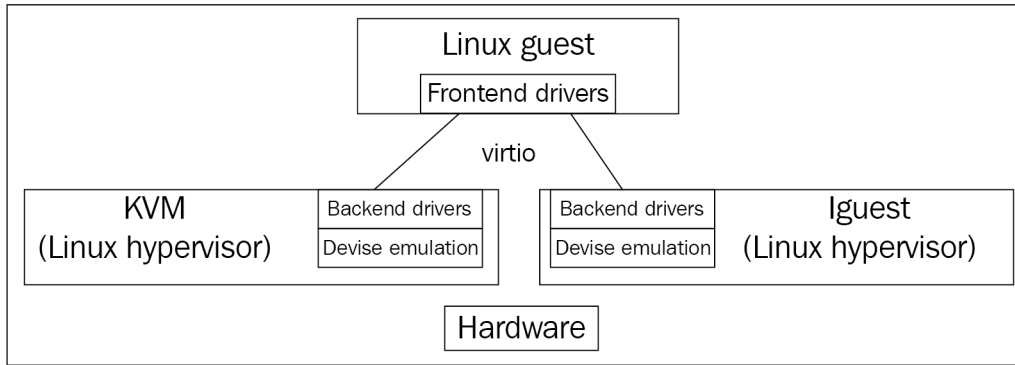 Linux guest
Frontend drivers
virtio
KVM
(Linux hypervisor)
Backend drivers
Devise emulation
Backend drivers
Devise emulation
Iguest
(Linux hypervisor)
Hardware